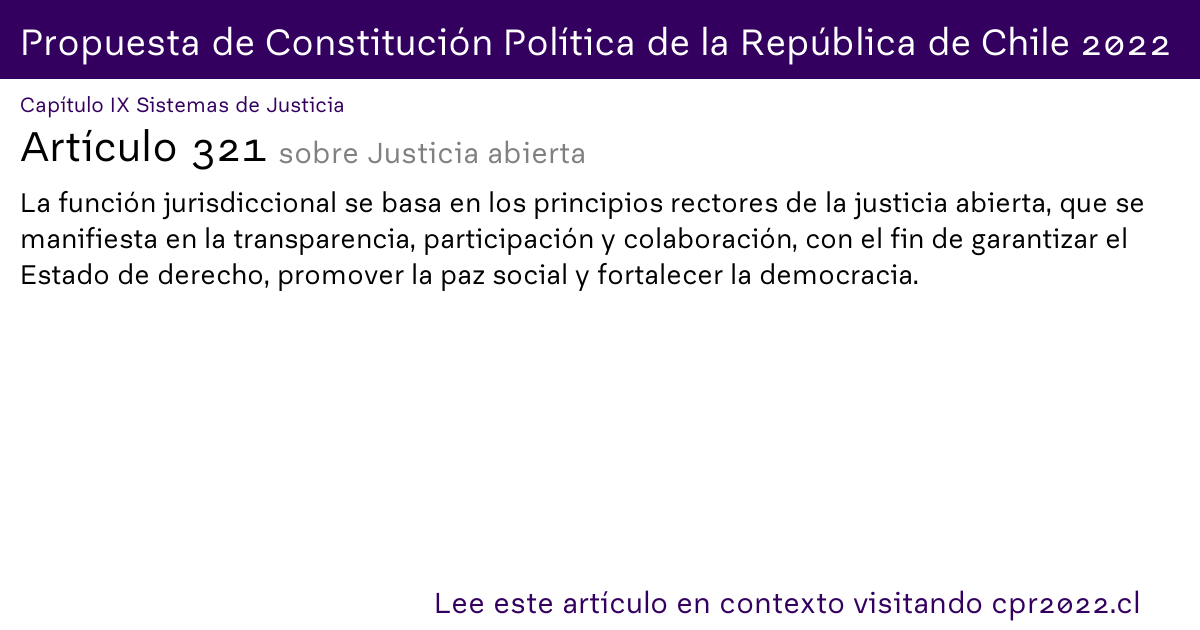 Propuesta de Constitución Política de la República de Chile 2022
Capítulo IX Sistemas de Justicia
Artículo 321 sobre Justicia abierta
La función jurisdiccional se basa en los principios rectores de la justicia abierta, que se
manifiesta en la transparencia, participación y colaboración, con el fin de garantizar el
Estado de derecho, promover la paz social y fortalecer la democracia.
Lee este artículo en contexto visitando cpr2022.cl